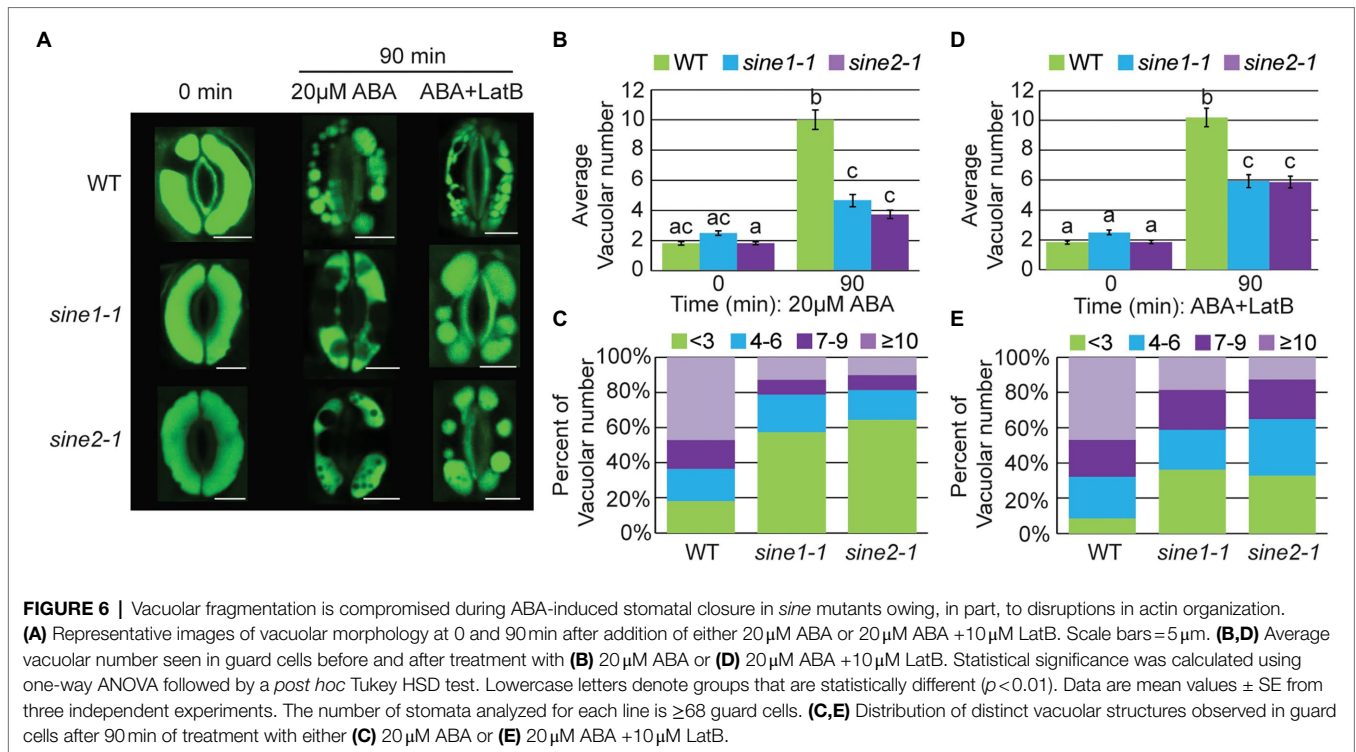 A
90 min
0 min 20µM ABA ABA+LatB
WT
sine1-1
sine2-1
B
WT sine1-1 sine2-1
Average
Vacuolar number
12
10
8
6
4
2
0
ac ac a b c c
0 90
Time (min): 20µM ABA
C
<3 4-6 7-9 ≥10
Percent of
Vacuolar number
100%
80%
60%
40%
20%
0%
WT sine1-1 sine2-1
D
WT sine1-1 sine2-1
Average
Vacuolar number
12
10
8
6
4
2
0
a a a b c c
0 90
Time (min): ABA+LatB
E
<3 4-6 7-9 ≥10
Percent of
Vacuolar number
100%
80%
60%
40%
20%
0%
WT sine1-1 sine2-1
FIGURE 6 | Vacuolar fragmentation is compromised during ABA-induced stomatal closure in sine mutants owing, in part, to disruptions in actin organization.
(A) Representative images of vacuolar morphology at 0 and 90 min after addition of either 20 µM ABA or 20 µM ABA +10 µM LatB. Scale bars = 5 µm. (B,D) Average
vacuolar number seen in guard cells before and after treatment with (B) 20 µM ABA or (D) 20 µM ABA +10 µM LatB. Statistical significance was calculated using
one-way ANOVA followed by a post hoc Tukey HSD test. Lowercase letters denote groups that are statistically different (p < 0.01). Data are mean values ± SE from
three independent experiments. The number of stomata analyzed for each line is ≥68 guard cells. (C,E) Distribution of distinct vacuolar structures observed in guard
cells after 90 min of treatment with either (C) 20 µM ABA or (E) 20 µM ABA +10 µM LatB.